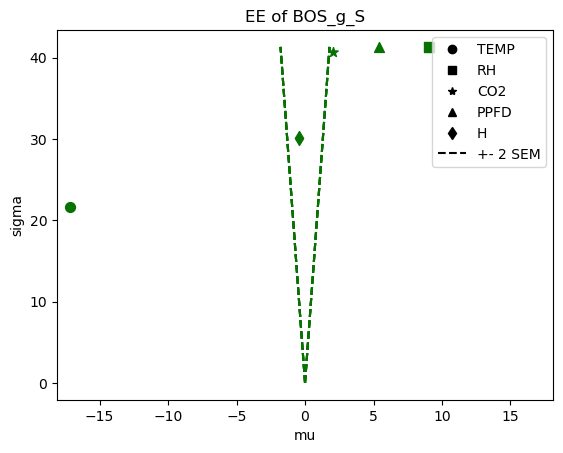 EE of BOS_g_S
TEMP
RH
CO2
PPFD
H
+- 2 SEM
sigma
40
30
20
10
0
−15
−10
−5
0
5
10
15
mu